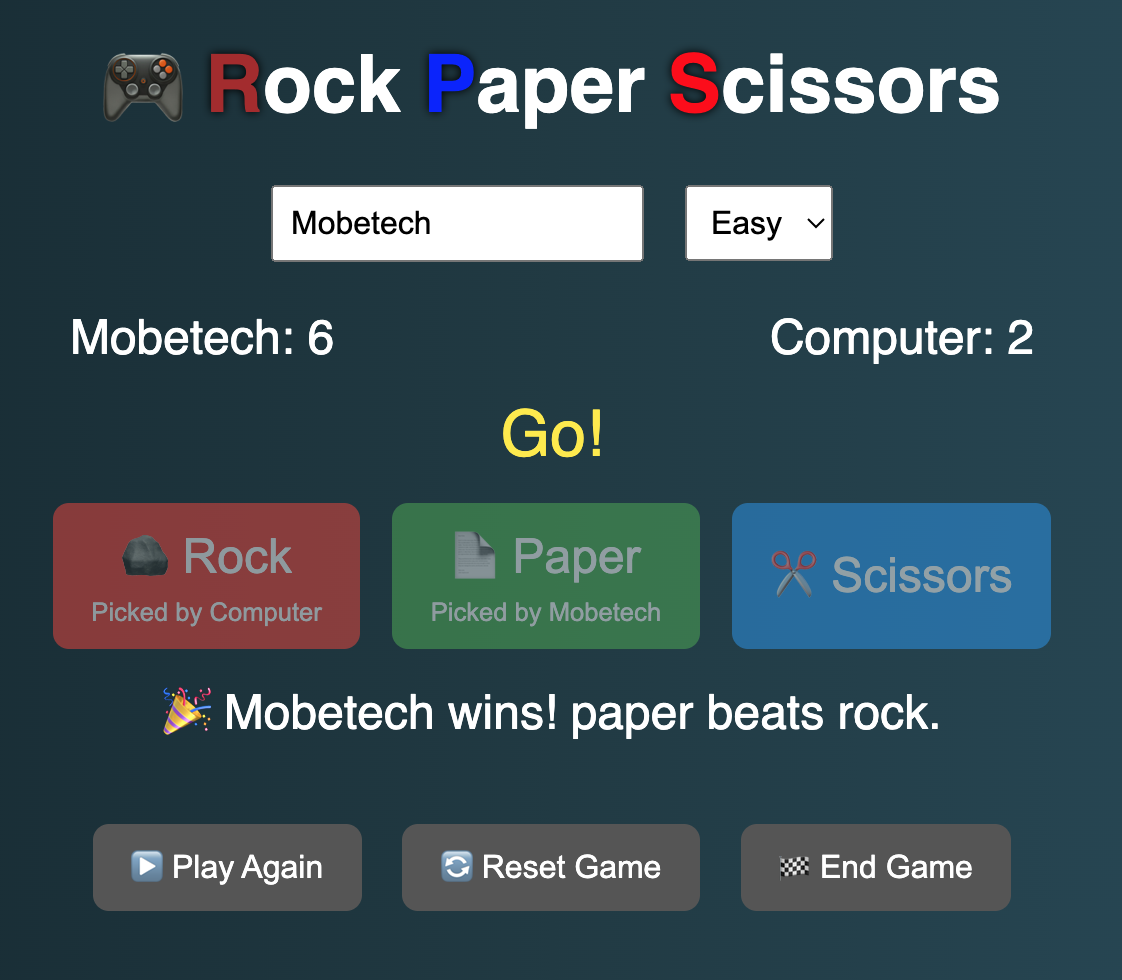 Rock Paper Scissors
Mobetech
Easy
Mobetech: 6
Computer: 2
Go!
Rock
Picked by Computer
Paper
Picked by Mobetech
Scissors
Mobetech wins! paper beats rock.
Play Again
Reset Game
End Game